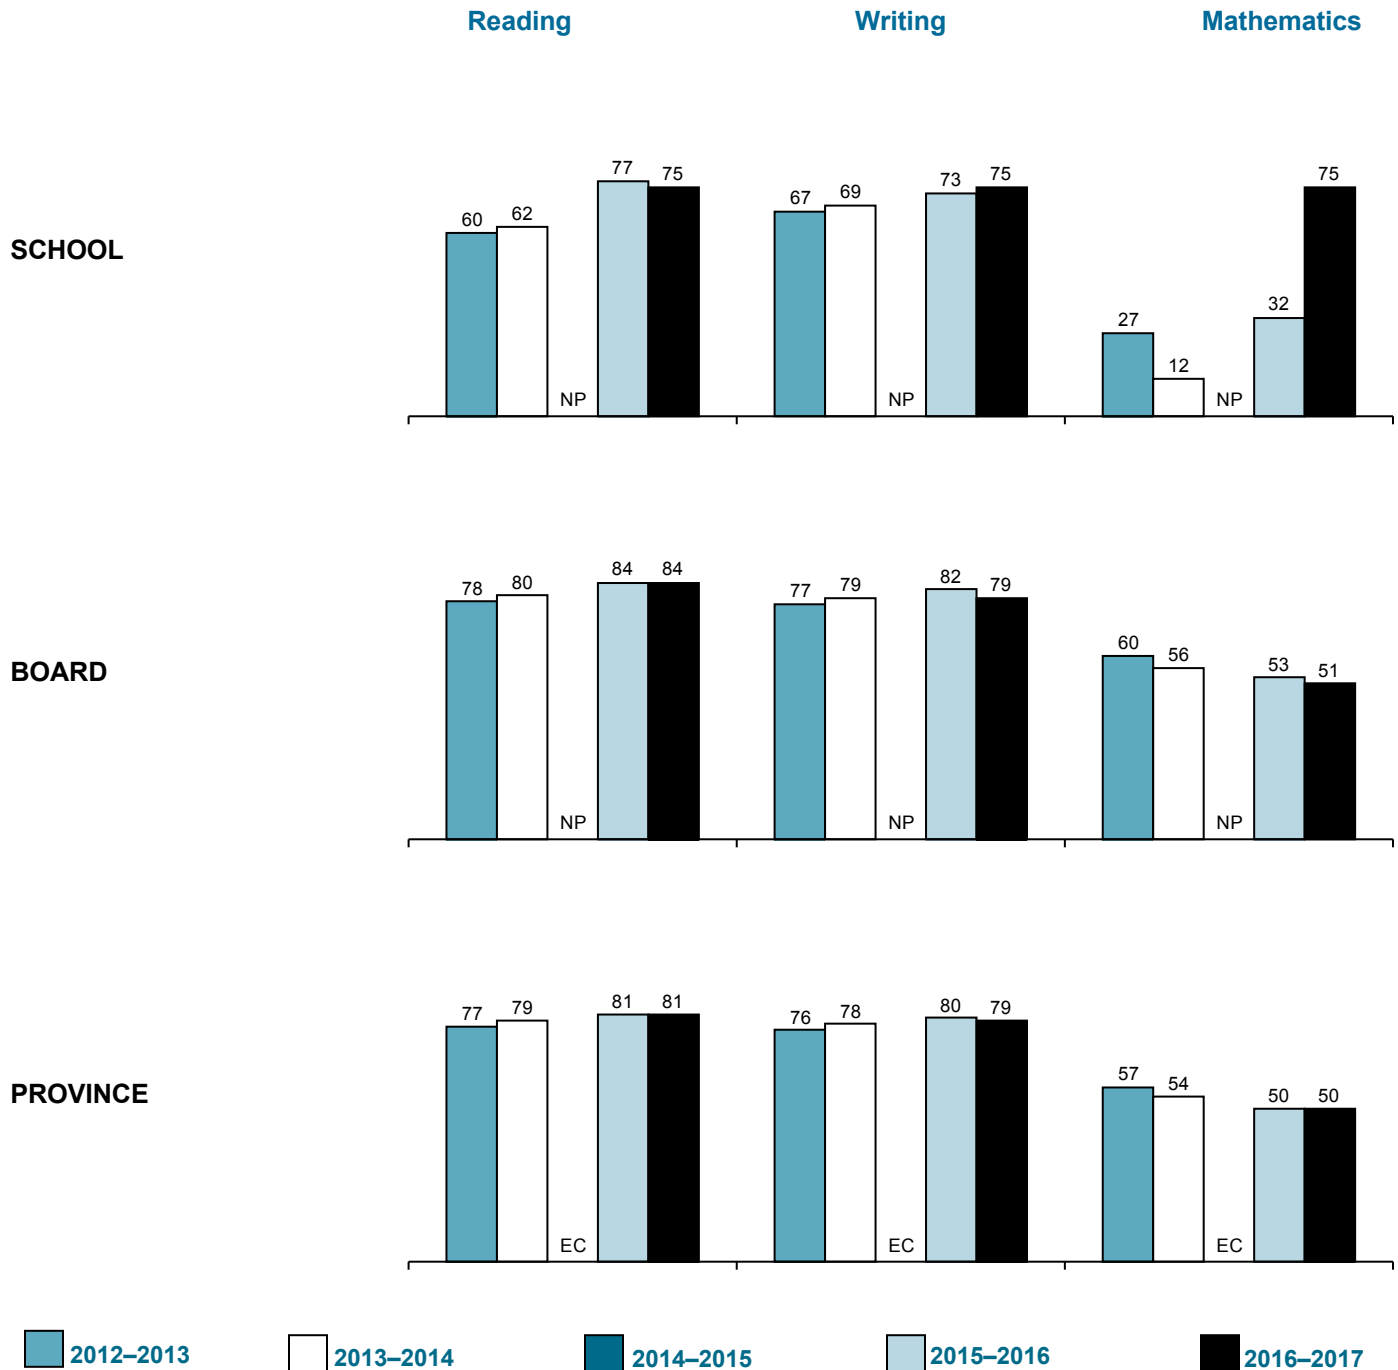 Reading Writing Mathematics
SCHOOL
60 62 NP 77 75
67 69 NP 73 75
27 12 NP 32 75
BOARD
78 80 NP 84 84
77 79 NP 82 79
60 56 NP 53 51
PROVINCE
77 79 EC 81 81
76 78 EC 80 79
57 54 EC 50 50
2012–2013 2013–2014 2014–2015 2015–2016 2016–2017